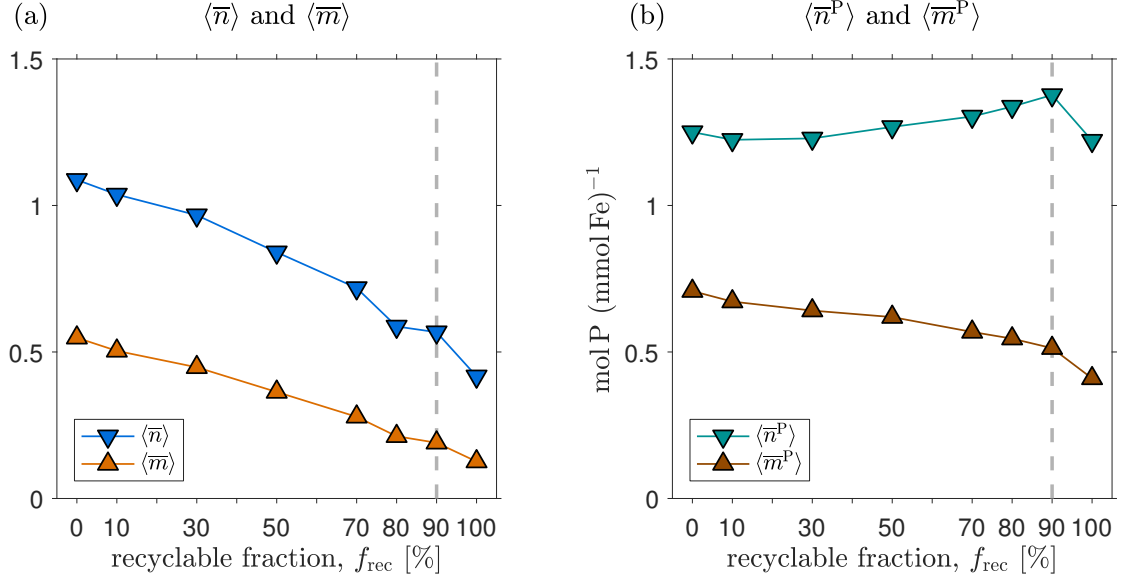 (a) ⟨n̅⟩ and ⟨m̅⟩
1.5
1
0.5
0
⟨n̅⟩
⟨m̅⟩
0 10 30 50 70 80 90 100
recyclable fraction, f_rec [%]
(b) ⟨n̅ᴾ⟩ and ⟨m̅ᴾ⟩
mol P (mmol Fe)⁻¹
1.5
1
0.5
0
⟨n̅ᴾ⟩
⟨m̅ᴾ⟩
0 10 30 50 70 80 90 100
recyclable fraction, f_rec [%]